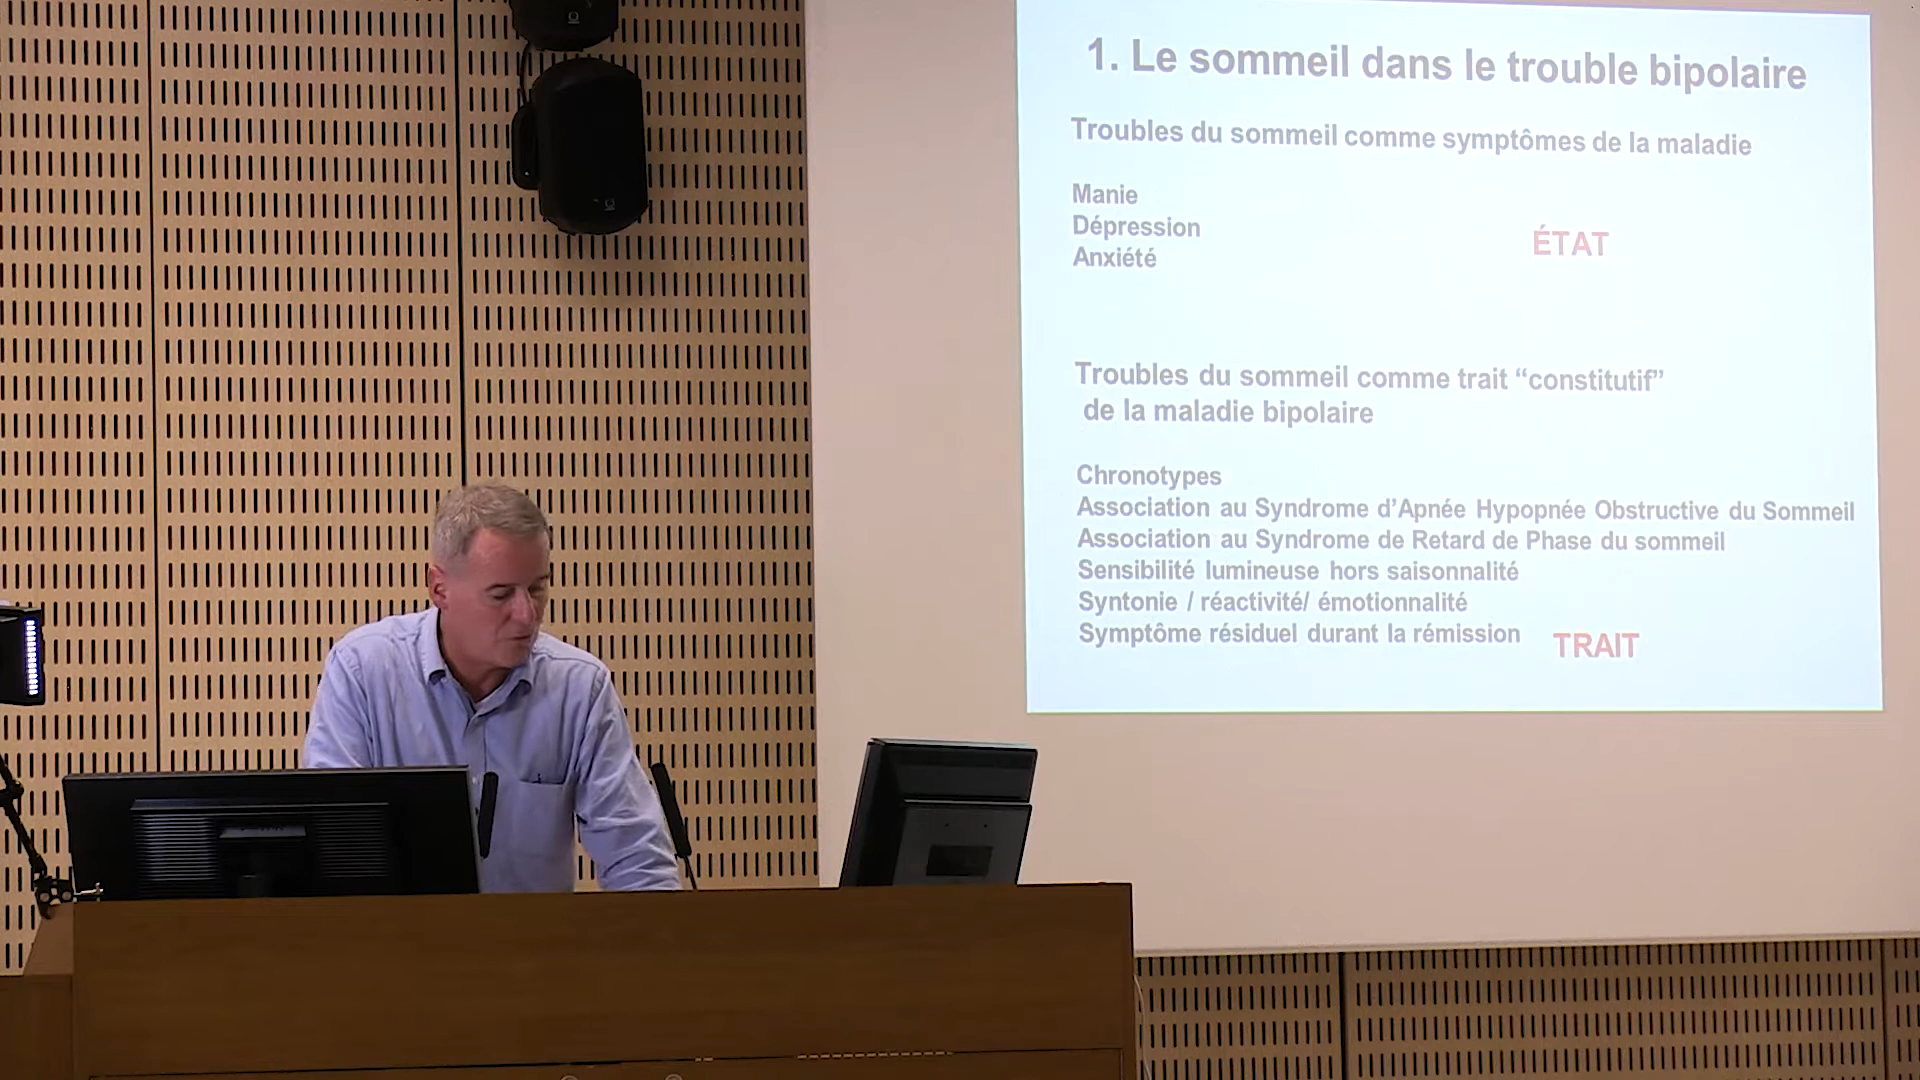 1. Le sommeil dans le trouble bipolaire
Troubles du sommeil comme symptômes de la maladie
Manie
Dépression
Anxiété
ÉTAT
Troubles du sommeil comme trait “constitutif”
de la maladie bipolaire
Chronotypes
Association au Syndrome d’Apnée Hypopnée Obstructive du Sommeil
Association au Syndrome de Retard de Phase du sommeil
Sensibilité lumineuse hors saisonnalité
Syntonie / réactivité/ émotionnalité
Symptôme résiduel durant la rémission
TRAIT